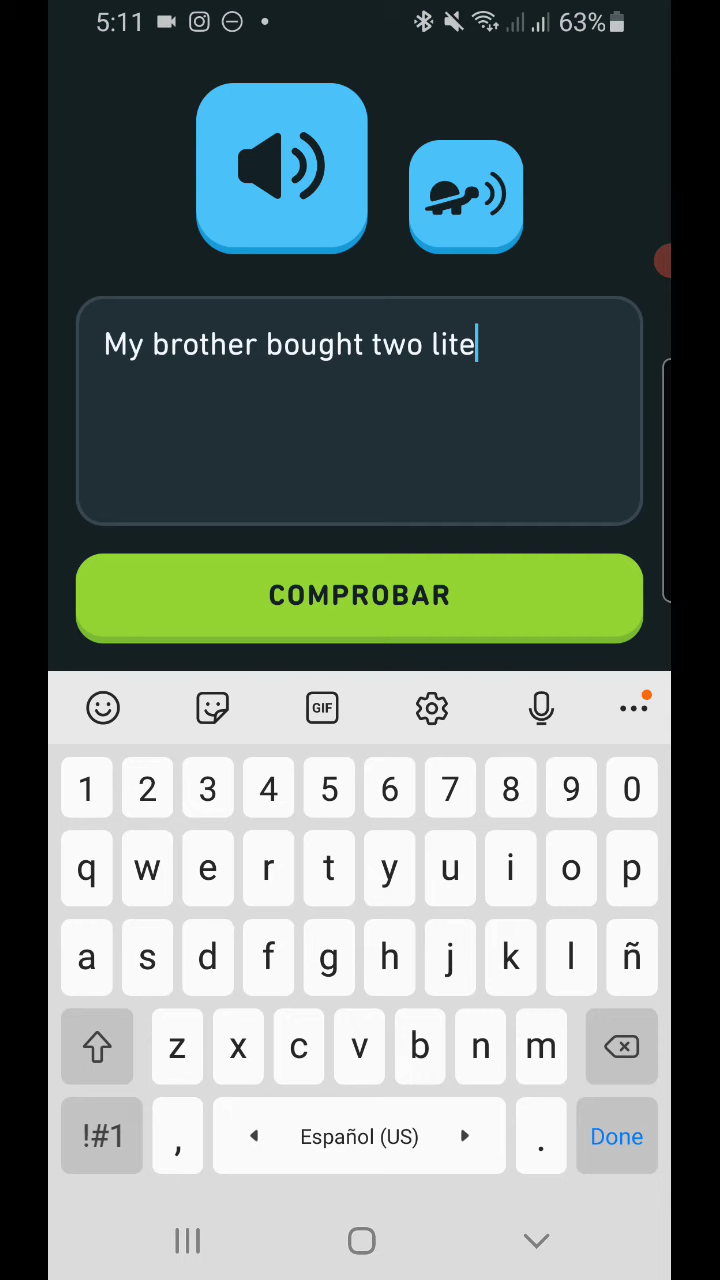 5:11
63%
My brother bought two lite
COMPROBAR
GIF
1 2 3 4 5 6 7 8 9 0
q w e r t y u i o p
a s d f g h j k l ñ
z x c v b n m
!#1 , Español (US) . Done